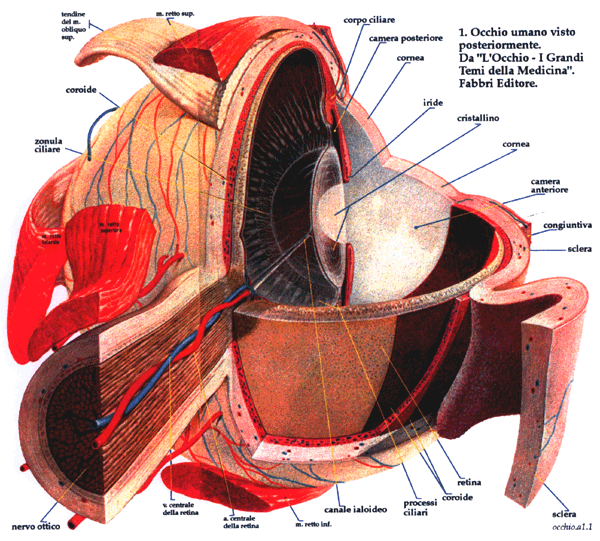 tendine
del m.
obliquo
sup.
m. retto sup.
corpo ciliare
camera posteriore
cornea
1. Occhio umano visto
posteriormente.
Da "L'Occhio - I Grandi
Temi della Medicina".
Fabbri Editore.
coroide
iride
cristallino
zonula
ciliare
cornea
camera
anteriore
congiuntiva
sclera
m. retto
m. retto
nervo ottico
v. centrale
della retina
a. centrale
della retina
m. retto inf.
canale ialoideo
processi
ciliari
coroide
retina
sclera
occhio.a1.1